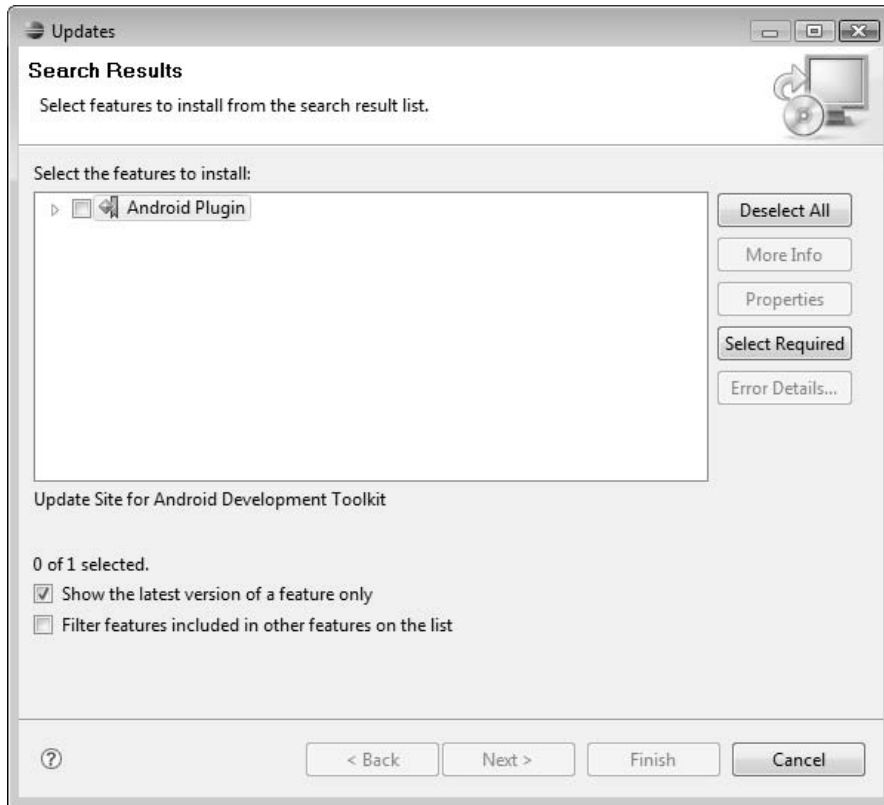 Updates
Search Results
Select features to install from the search result list.
Select the features to install:
Android Plugin
Deselect All
More Info
Properties
Select Required
Error Details...
Update Site for Android Development Toolkit
0 of 1 selected.
Show the latest version of a feature only
Filter features included in other features on the list
?
< Back
Next >
Finish
Cancel